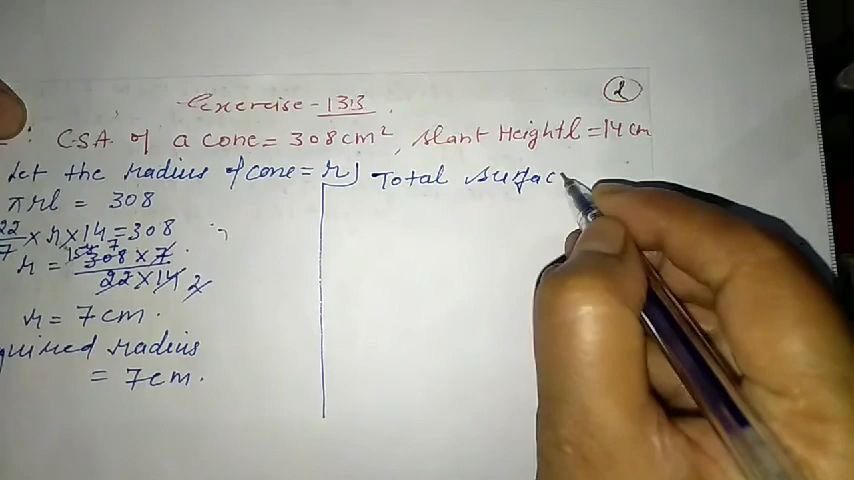 Exercise-13.3
2
: CSA of a cone = 308 cm², slant Height l = 14 cm
Let the radius of cone = r
πrl = 308
22/7 × r × 14 = 308
r = 308 × 7 / 22 × 14 2
r = 7 cm.
quired radius
= 7 cm.
Total surfac